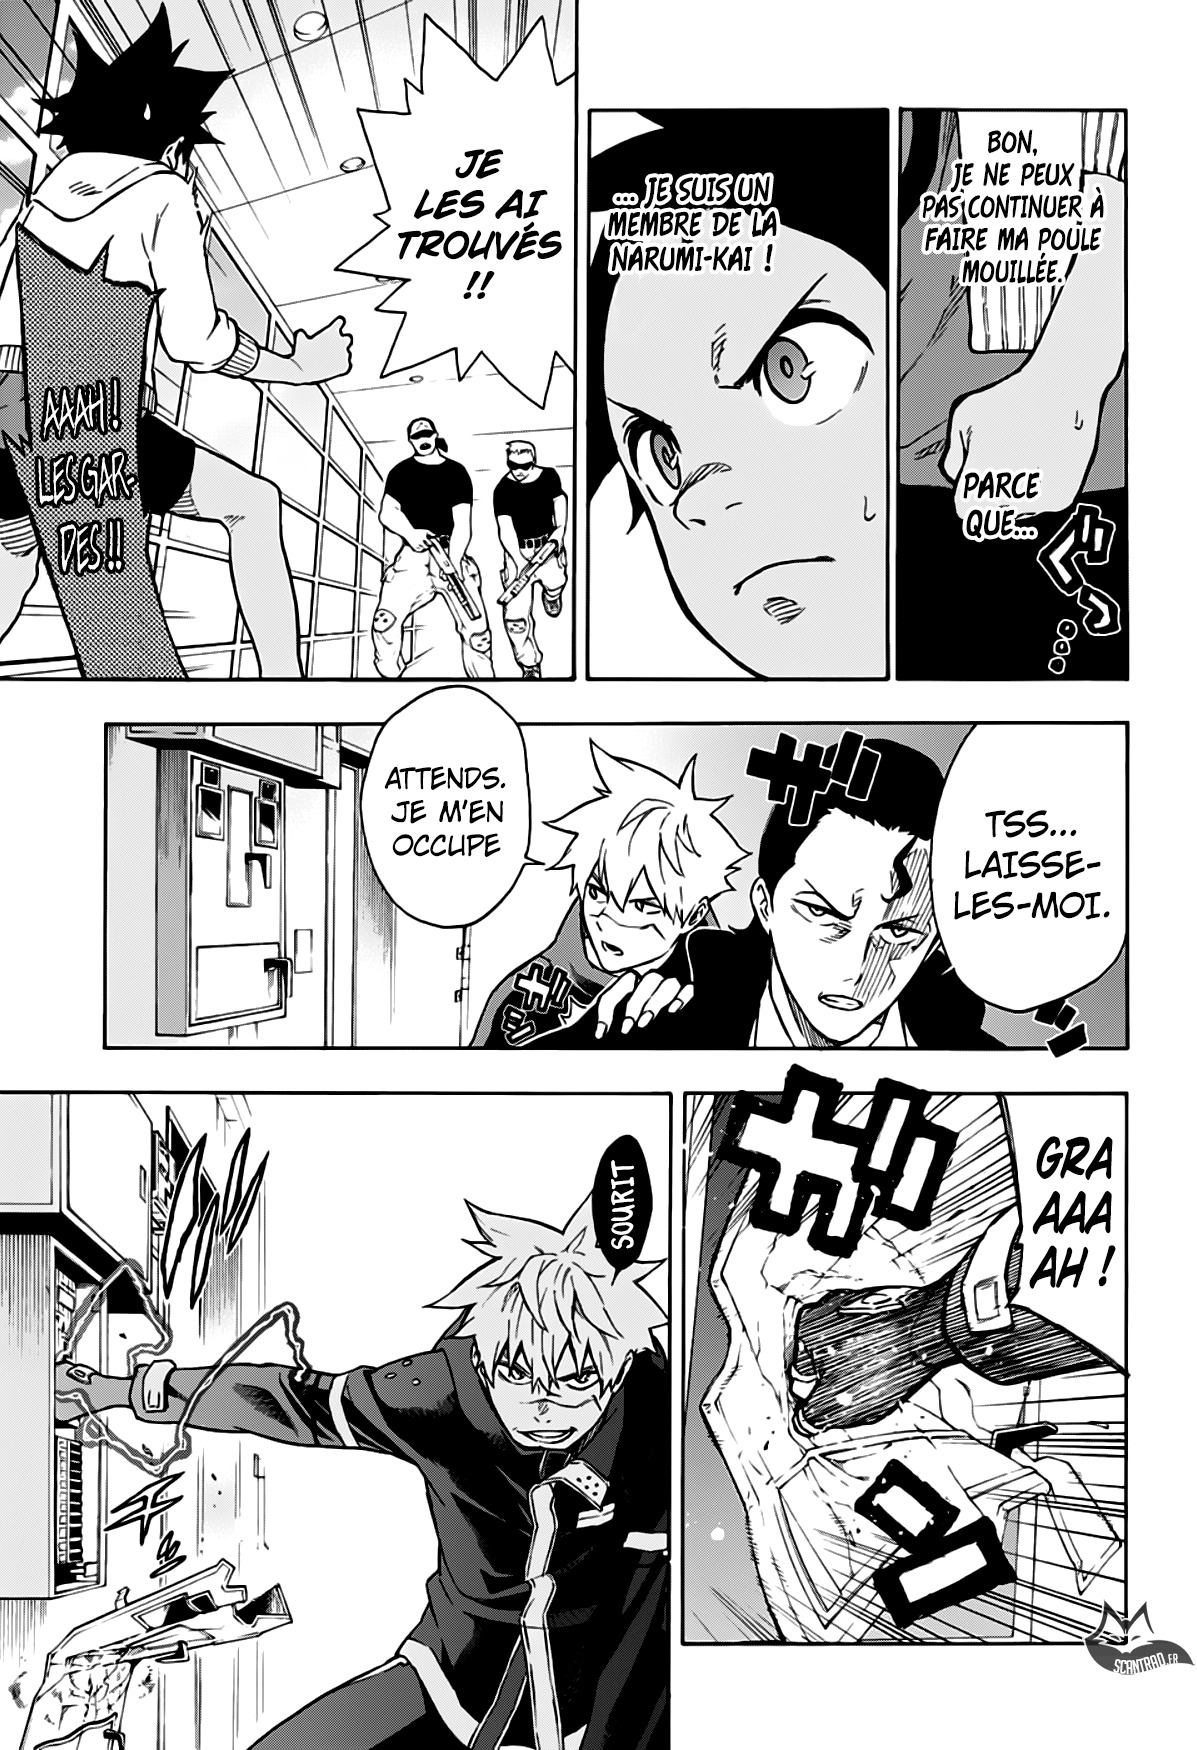 BON,
JE NE PEUX
PAS CONTINUER À
FAIRE MA POULE
MOUILLÉE.
PARCE
QUE...
... JE SUIS UN
MEMBRE DE LA
NARUMI-KAI !
JE
LES AI
TROUVÉS
!!
AAAH !
LES GAR-
DES !!
TSS...
LAISSE-
LES-MOI.
ATTENDS.
JE M'EN
OCCUPE
GRA
AAA
AH !
SOURIT
SCANTRAD.FR